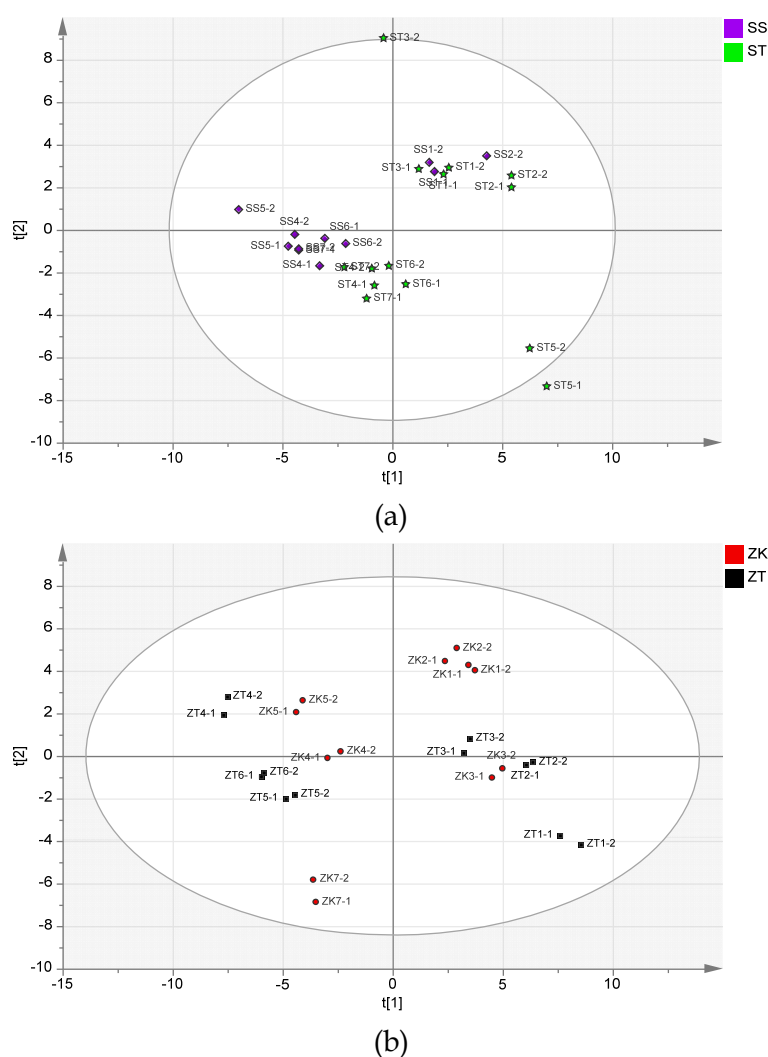 SS
ST
8
6
4
2
0
-2
-4
-6
-8
-10
t[2]
ST3-2
SS1-2
SS2-2
ST3-1
ST1-2
ST2-2
ST1-1
ST2-1
SS5-2
SS4-2
SS6-1
SS5-1
SS7-2
SS6-2
SS4-1
ST7-2
ST6-2
ST4-1
ST6-1
ST7-1
ST5-2
ST5-1
-15
-10
-5
0
5
10
t[1]
(a)
ZK
ZT
8
6
4
2
0
-2
-4
-6
-8
-10
t[2]
ZK2-2
ZK2-1
ZK1-1
ZK1-2
ZT4-2
ZT4-1
ZK5-2
ZK5-1
ZT3-2
ZK4-2
ZT3-1
ZK3-2
ZK4-1
ZT2-2
ZT6-2
ZT6-1
ZK3-1
ZT2-1
ZT5-1
ZT5-2
ZT1-1
ZT1-2
ZK7-2
ZK7-1
-15
-10
-5
0
5
10
t[1]
(b)